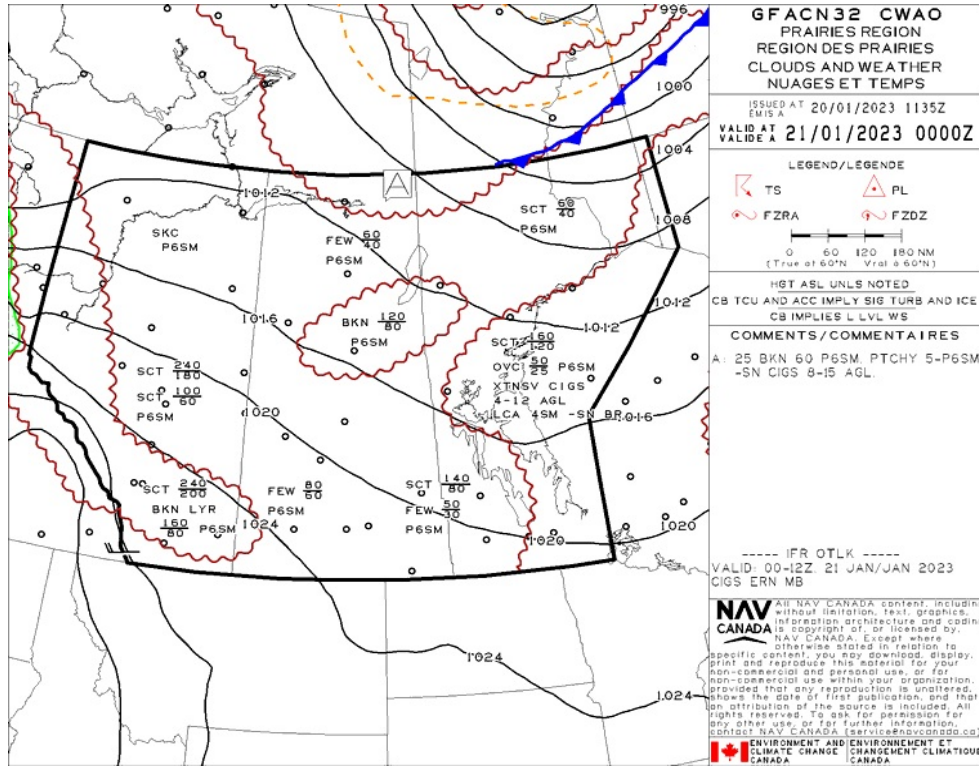 996
1000
1004
1008
1012
1012
1016
1016
1020
1020
1020
1024
1024
1024
A
SKC
P6SM
FEW 60/40
P6SM
SCT 60/40
P6SM
BKN 120/80
P6SM
SCT 160/120
OVC 50/25 P6SM
XTNSV CIGS
4-12 AGL
LCA 4SM -SN BR
SCT 240/180
SCT 100/60
P6SM
SCT 240/200
BKN LYR
160/80 P6SM
FEW 80/60
P6SM
SCT 140/80
FEW 50/30
P6SM
GFACN32 CWAO
PRAIRIES REGION
REGION DES PRAIRIES
CLOUDS AND WEATHER
NUAGES ET TEMPS
ISSUED AT 20/01/2023 1135Z
EMIS A
VALID AT 21/01/2023 0000Z
VALIDE A
LEGEND/LÉGENDE
TS
PL
FZRA
FZDZ
0 60 120 180 NM
(True at 60°N Vrai à 60°N)
HGT ASL UNLS NOTED
CB TCU AND ACC IMPLY SIG TURB AND ICE
CB IMPLIES L LVL WS
COMMENTS/COMMENTAIRES
A: 25 BKN 60 P6SM. PTCHY 5-P6SM
-SN CIGS 8-15 AGL.
----- IFR OTLK -----
VALID: 00-12Z. 21 JAN/JAN 2023
CIGS ERN MB
NAV
CANADA
All NAV CANADA content, includin
without limitation, text, graphics,
information architecture and codin
is copyright of, or licensed by,
NAV CANADA. Except where
otherwise stated in relation to
specific content, you may download, display,
print and reproduce this material for your
non-commercial and personal use, or for
non-commercial use within your organization,
provided that any reproduction is unaltered,
shows the date of first publication, and that
an attribution of the source is included. All
rights reserved. To ask for permission for
any other use, or for further information,
contact NAV CANADA (service@navcanada.ca)
ENVIRONMENT AND
CLIMATE CHANGE
CANADA
ENVIRONNEMENT ET
CHANGEMENT CLIMATIQU
CANADA